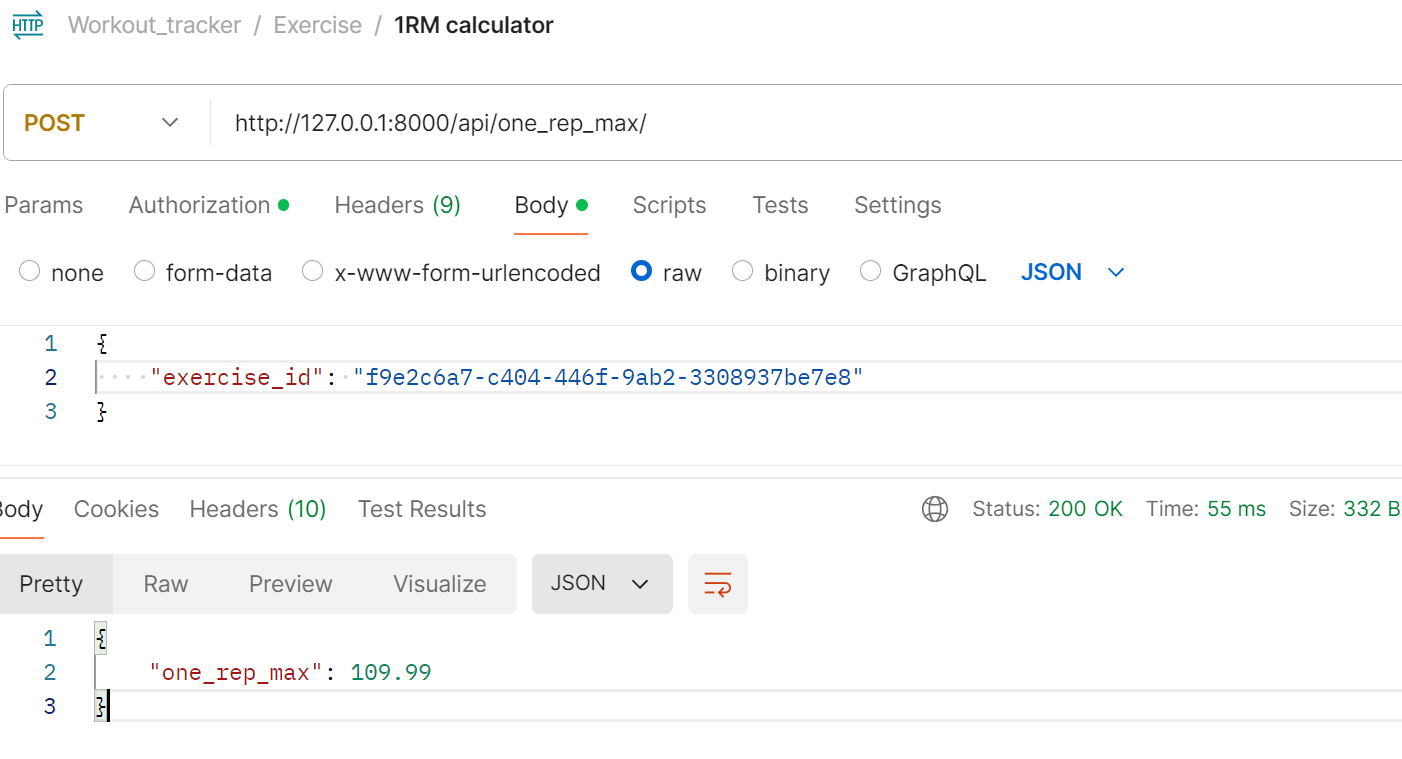 HTTP Workout_tracker / Exercise / 1RM calculator
POST http://127.0.0.1:8000/api/one_rep_max/
Params Authorization Headers (9) Body Scripts Tests Settings
none form-data x-www-form-urlencoded raw binary GraphQL JSON
1 {
2 "exercise_id": "f9e2c6a7-c404-446f-9ab2-3308937be7e8"
3 }
Body Cookies Headers (10) Test Results Status: 200 OK Time: 55 ms Size: 332 B
Pretty Raw Preview Visualize JSON
1 {
2 "one_rep_max": 109.99
3 }